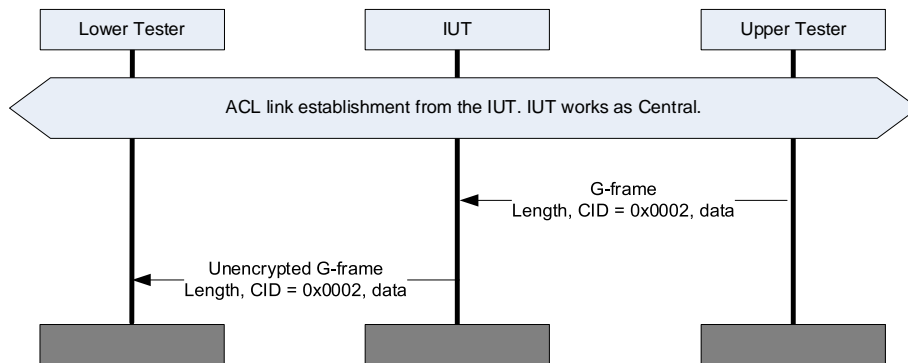 Lower Tester
IUT
Upper Tester
ACL link establishment from the IUT. IUT works as Central.
G-frame
Length, CID = 0x0002, data
Unencrypted G-frame
Length, CID = 0x0002, data